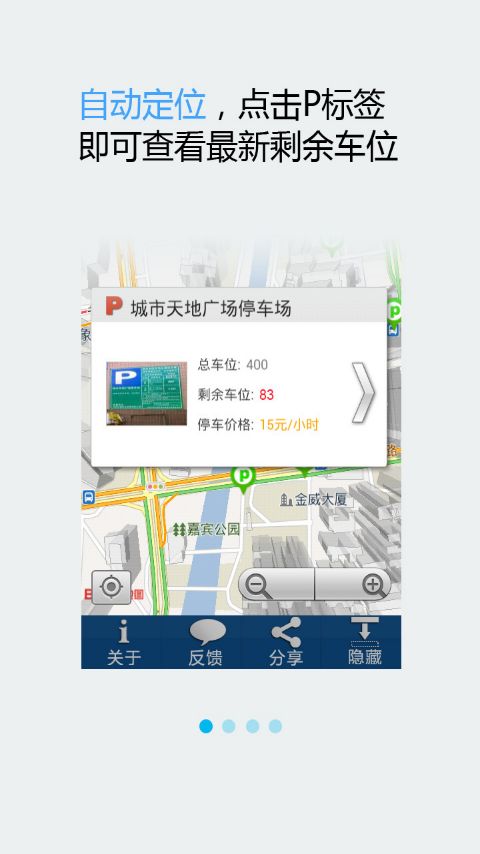 自动定位，点击P标签
即可查看最新剩余车位
P 城市天地广场停车场
P
总车位: 400
剩余车位: 83
停车价格: 15元/小时
P
金威大厦
嘉宾公园
关于
反馈
分享
隐藏